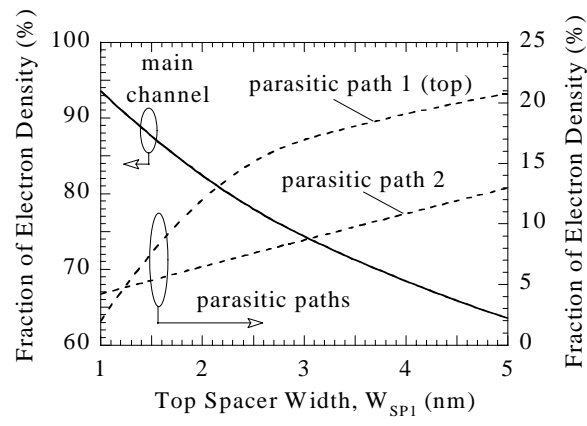 Fraction of Electron Density (%)
100
90
80
70
60
25
20
15
10
5
0
Fraction of Electron Density (%)
main
channel
parasitic path 1 (top)
parasitic path 2
parasitic paths
1
2
3
4
5
Top Spacer Width, W_SP1 (nm)